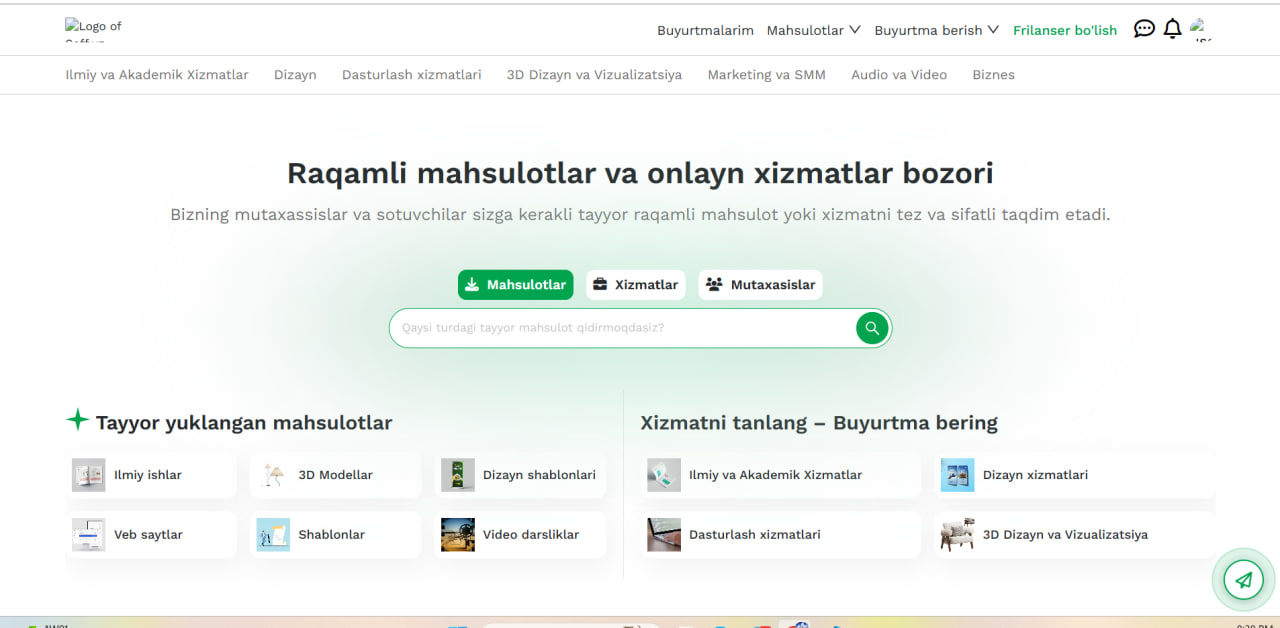 Logo of
Buyurtmalarim Mahsulotlar Buyurtma berish Frilanser bo'lish
Ilmiy va Akademik Xizmatlar Dizayn Dasturlash xizmatlari 3D Dizayn va Vizualizatsiya Marketing va SMM Audio va Video Biznes
Raqamli mahsulotlar va onlayn xizmatlar bozori
Bizning mutaxassislar va sotuvchilar sizga kerakli tayyor raqamli mahsulot yoki xizmatni tez va sifatli taqdim etadi.
Mahsulotlar Xizmatlar Mutaxasislar
Qaysi turdagi tayyor mahsulot qidirmoqdasiz?
Tayyor yuklangan mahsulotlar
Ilmiy ishlar 3D Modellar Dizayn shablonlari
Veb saytlar Shablonlar Video darsliklar
Xizmatni tanlang – Buyurtma bering
Ilmiy va Akademik Xizmatlar Dizayn xizmatlari
Dasturlash xizmatlari 3D Dizayn va Vizualizatsiya